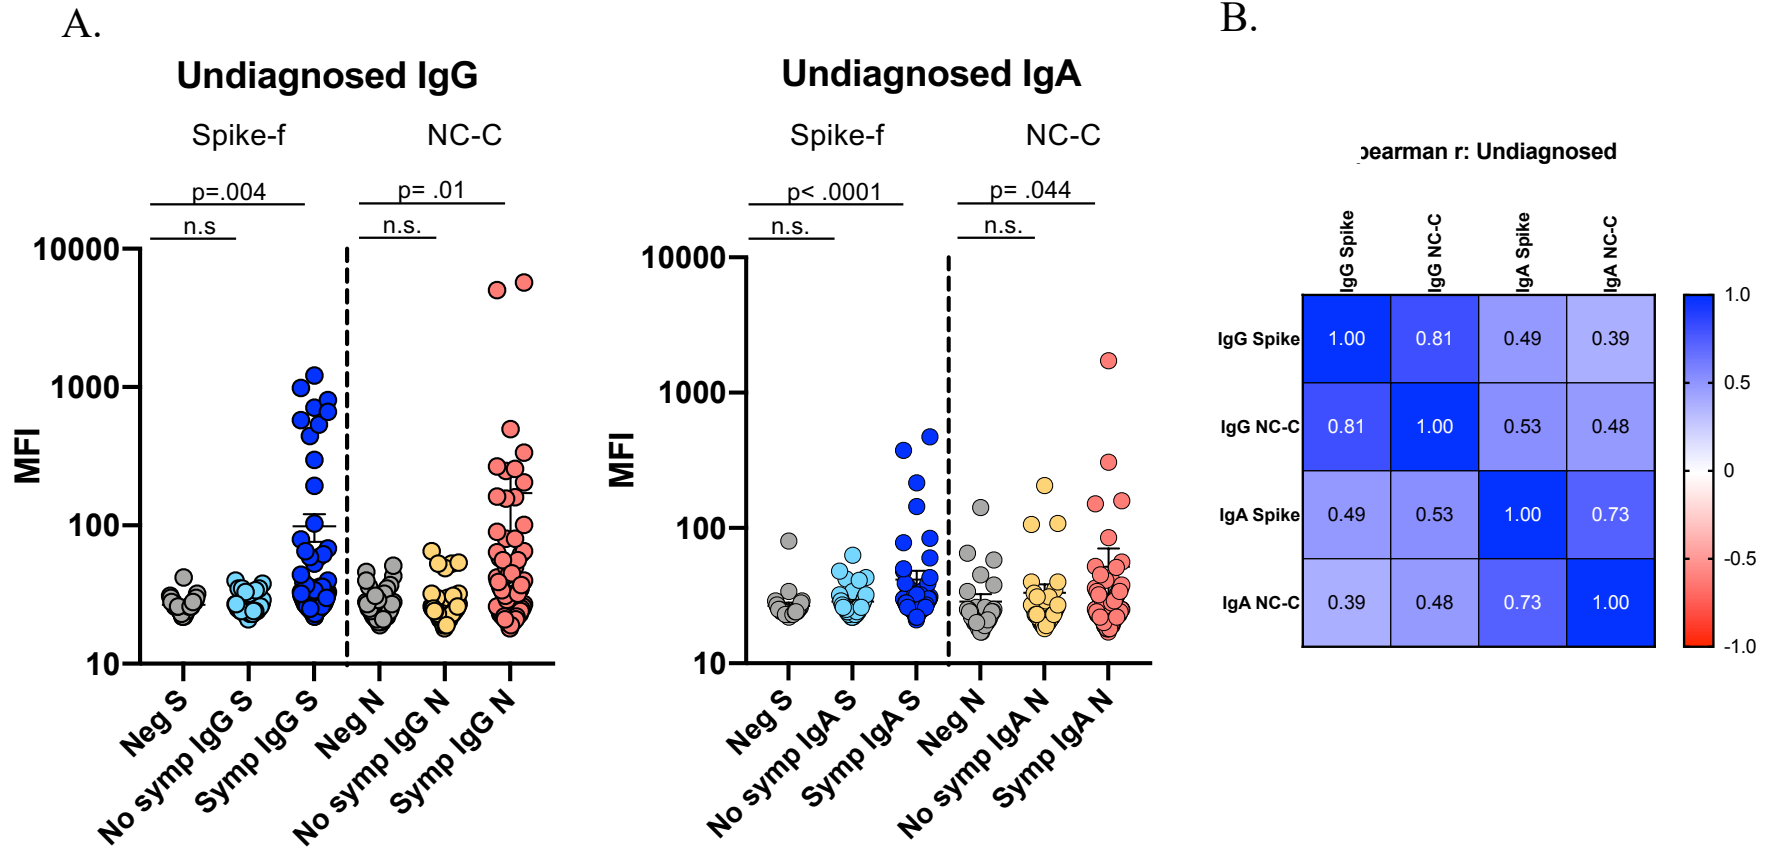 A.
Undiagnosed IgG
Spike-f
NC-C
p=.004
p= .01
n.s
n.s.
10000
1000
100
10
MFI
Neg S
No symp IgG S
Symp IgG S
Neg N
No symp IgG N
Symp IgG N
Undiagnosed IgA
Spike-f
NC-C
p< .0001
p= .044
n.s.
n.s.
10000
1000
100
10
MFI
Neg S
No symp IgA S
Symp IgA S
Neg N
No symp IgA N
Symp IgA N
B.
pearman r: Undiagnosed
IgG Spike
IgG NC-C
IgA Spike
IgA NC-C
IgG Spike 1.00 0.81 0.49 0.39
IgG NC-C 0.81 1.00 0.53 0.48
IgA Spike 0.49 0.53 1.00 0.73
IgA NC-C 0.39 0.48 0.73 1.00
1.0
0.5
0
-0.5
-1.0